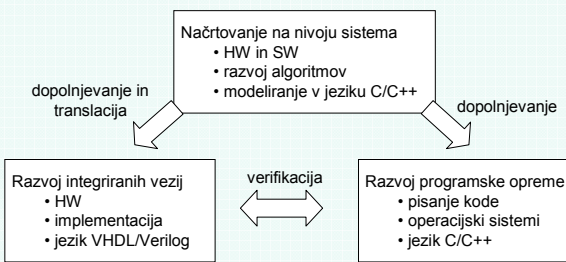 Načrtovanje na nivoju sistema
• HW in SW
• razvoj algoritmov
• modeliranje v jeziku C/C++
dopolnjevanje in
translacija
dopolnjevanje
Razvoj integriranih vezij
• HW
• implementacija
• jezik VHDL/Verilog
verifikacija
Razvoj programske opreme
• pisanje kode
• operacijski sistemi
• jezik C/C++